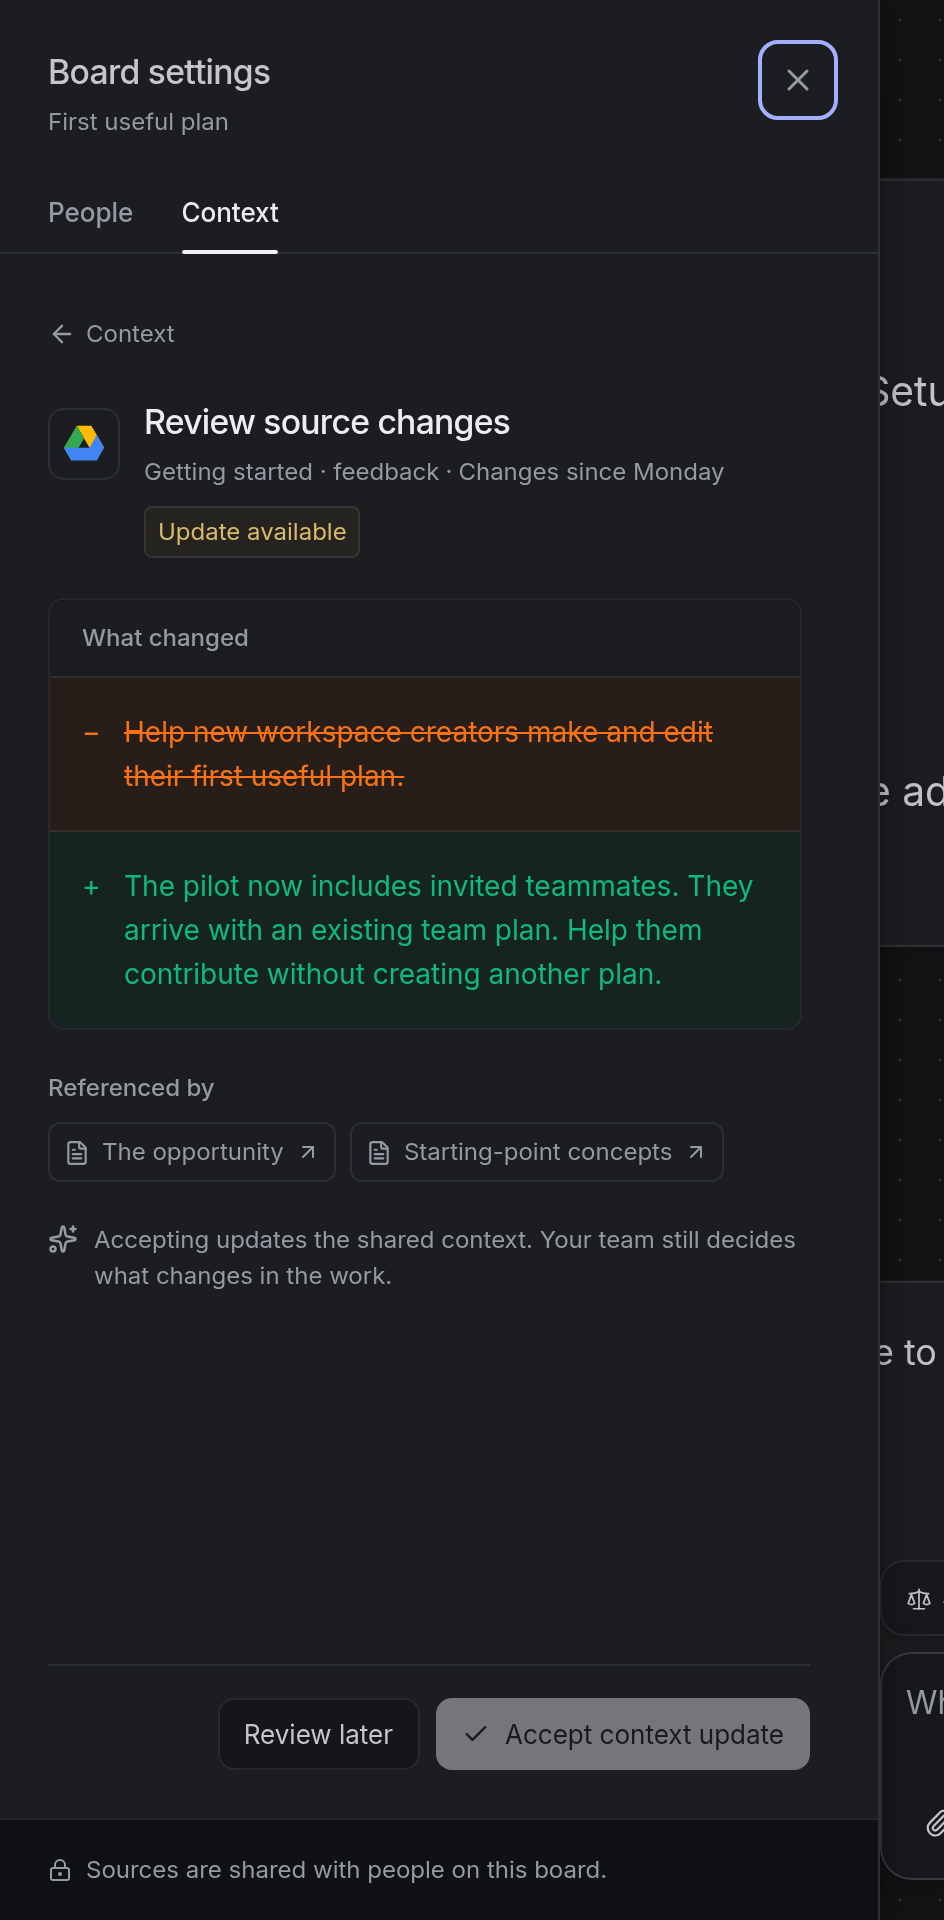 Board settings
First useful plan
People
Context
Context
Review source changes
Getting started · feedback · Changes since Monday
Update available
What changed
– Help new workspace creators make and edit
their first useful plan.
+ The pilot now includes invited teammates. They
arrive with an existing team plan. Help them
contribute without creating another plan.
Referenced by
The opportunity
Starting-point concepts
Accepting updates the shared context. Your team still decides
what changes in the work.
Review later
Accept context update
Sources are shared with people on this board.
to